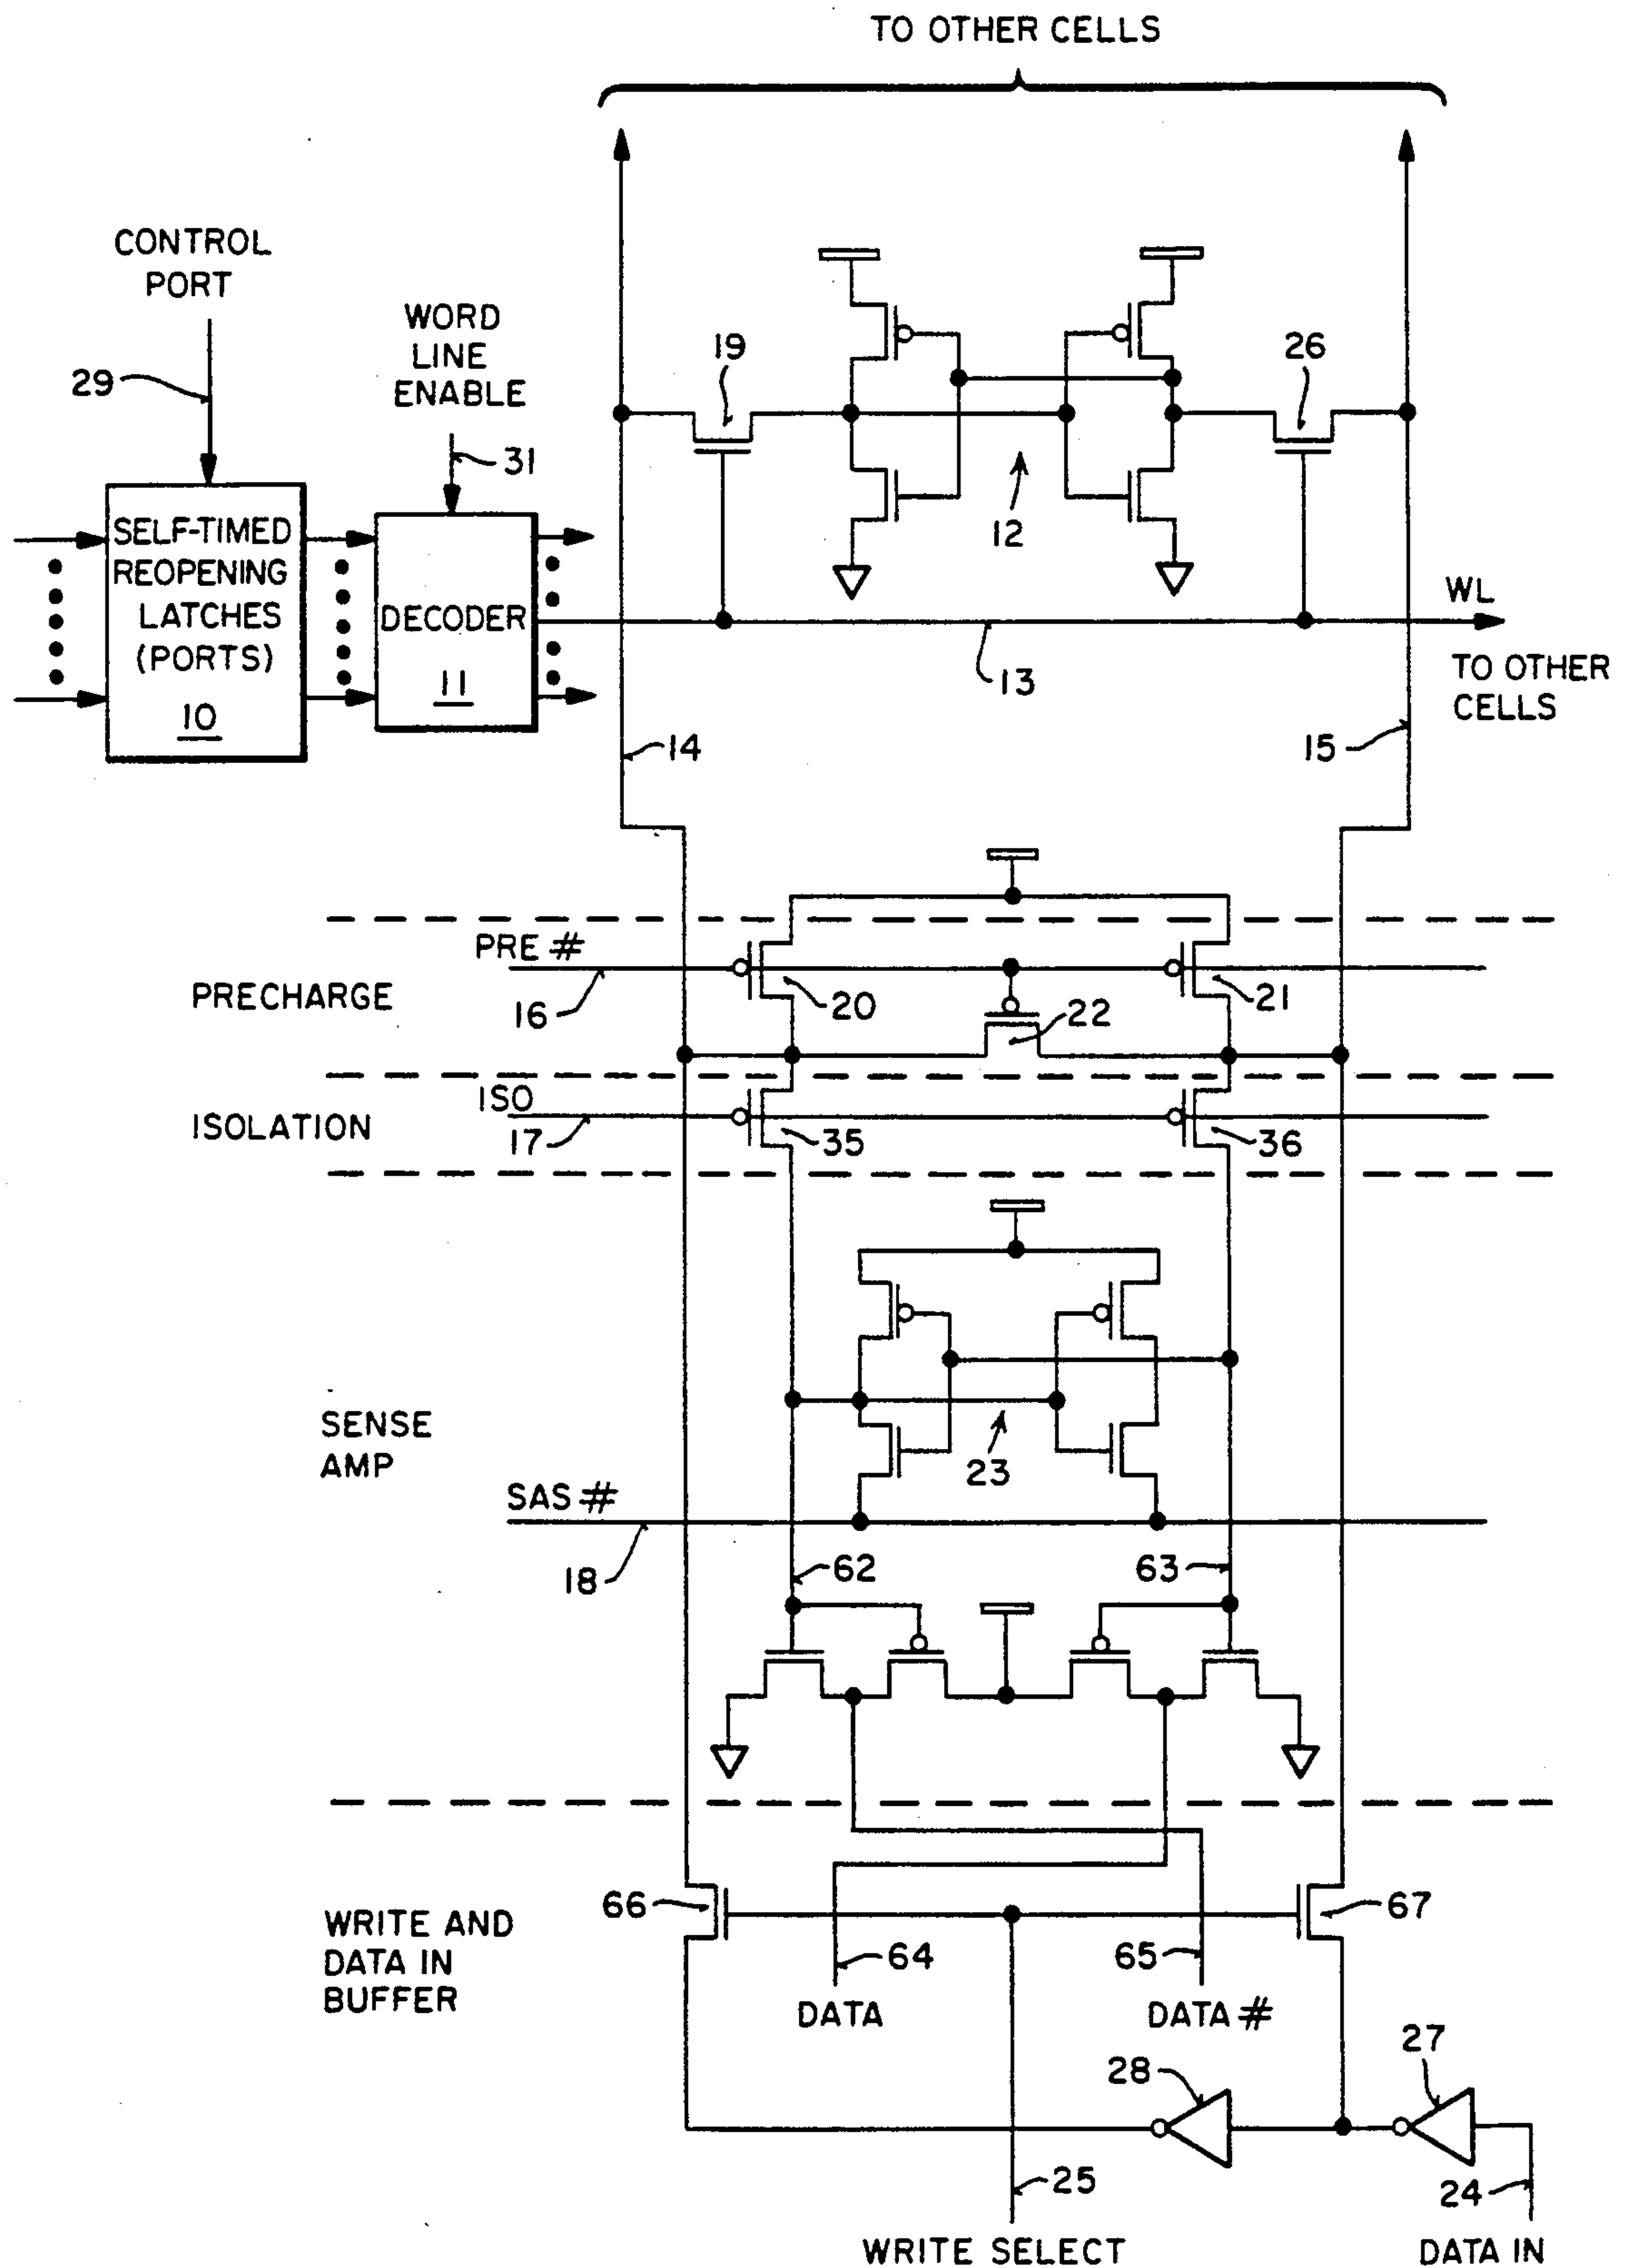 TO OTHER CELLS
CONTROL
PORT
29
WORD
LINE
ENABLE
31
19
26
12
SELF-TIMED
REOPENING
LATCHES
(PORTS)
10
DECODER
11
WL
13
TO OTHER
CELLS
14
15
PRE #
PRECHARGE
16
20
22
21
ISO
ISOLATION
17
35
36
SENSE
AMP
23
SAS #
18
62
63
66
67
WRITE AND
DATA IN
BUFFER
64
65
DATA
DATA #
28
27
25
24
WRITE SELECT
DATA IN